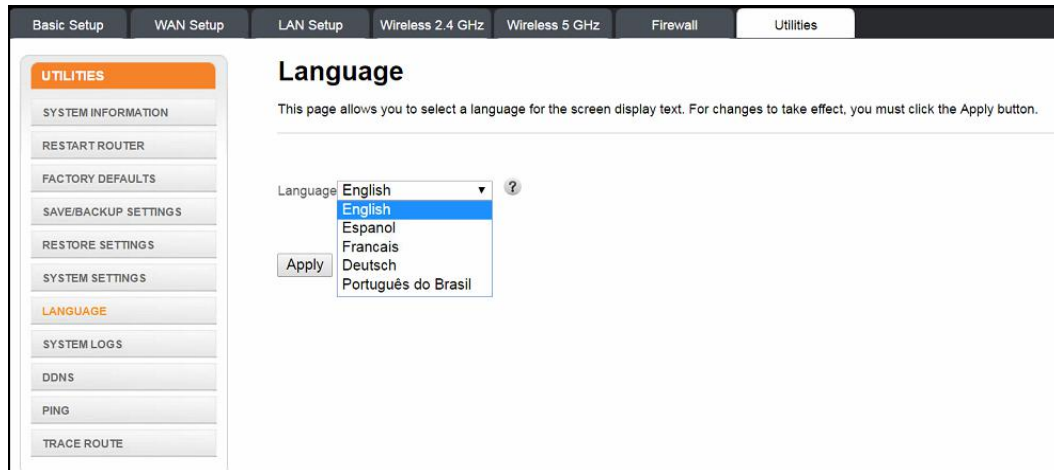 Basic Setup
WAN Setup
LAN Setup
Wireless 2.4 GHz
Wireless 5 GHz
Firewall
Utilities
UTILITIES
SYSTEM INFORMATION
RESTART ROUTER
FACTORY DEFAULTS
SAVE/BACKUP SETTINGS
RESTORE SETTINGS
SYSTEM SETTINGS
LANGUAGE
SYSTEM LOGS
DDNS
PING
TRACE ROUTE
Language
This page allows you to select a language for the screen display text. For changes to take effect, you must click the Apply button.
Language English ?
English
Espanol
Francais
Deutsch
Português do Brasil
Apply